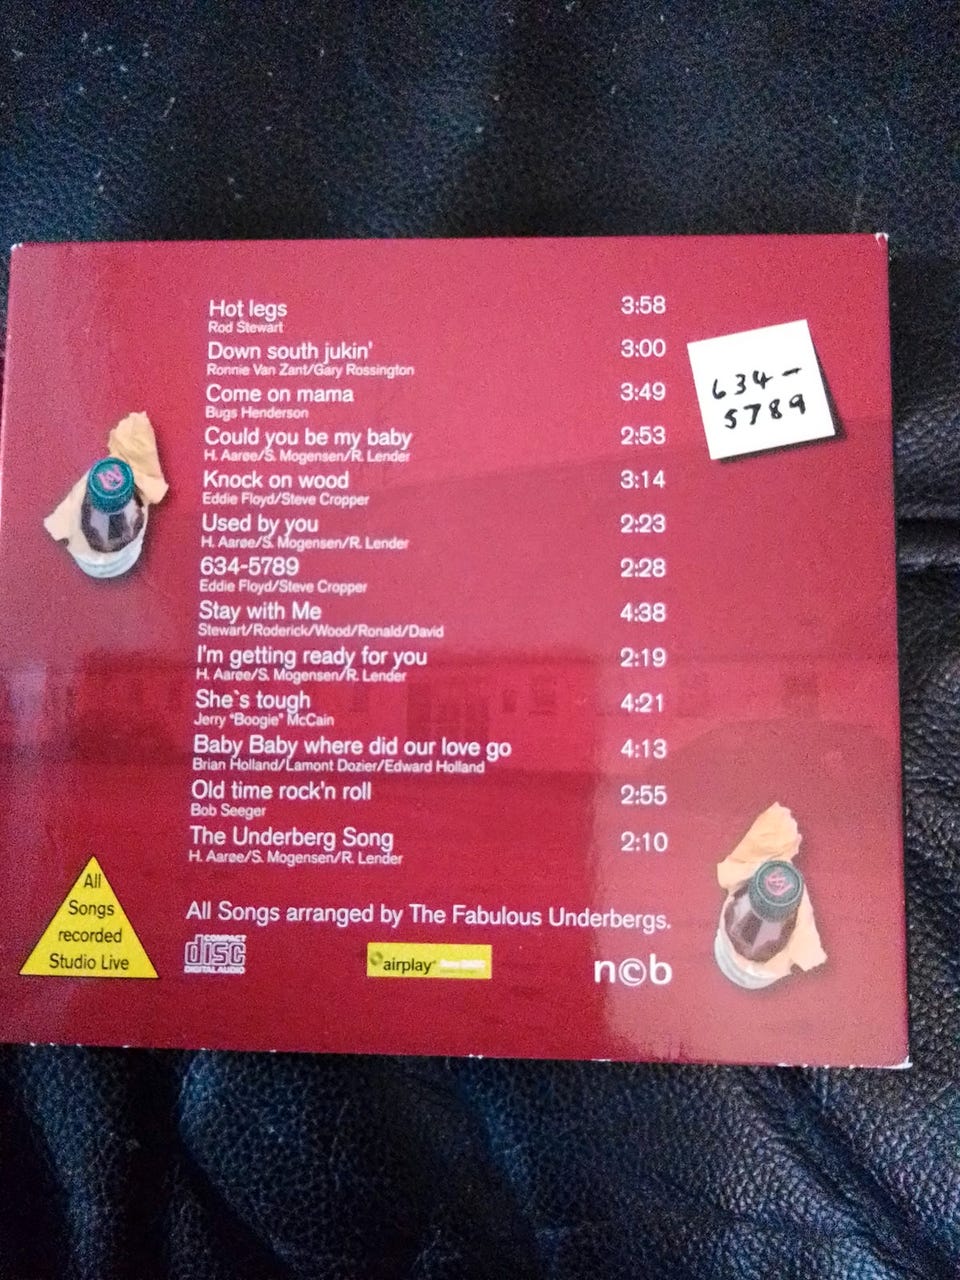 Hot legs 3:58
Rod Stewart
Down south jukin' 3:00
Ronnie Van Zant/Gary Rossington
Come on mama 3:49
Bugs Henderson
Could you be my baby 2:53
H. Aarøe/S. Mogensen/R. Lender
Knock on wood 3:14
Eddie Floyd/Steve Cropper
Used by you 2:23
H. Aarøe/S. Mogensen/R. Lender
634-5789 2:28
Eddie Floyd/Steve Cropper
Stay with Me 4:38
Stewart/Roderick/Wood/Ronald/David
I'm getting ready for you 2:19
H. Aarøe/S. Mogensen/R. Lender
She`s tough 4:21
Jerry "Boogie" McCain
Baby Baby where did our love go 4:13
Brian Holland/Lamont Dozier/Edward Holland
Old time rock'n roll 2:55
Bob Seeger
The Underberg Song 2:10
H. Aarøe/S. Mogensen/R. Lender
634-
5789
All
Songs
recorded
Studio Live
All Songs arranged by The Fabulous Underbergs.
COMPACT
disc
DIGITAL AUDIO
airplay
n©b